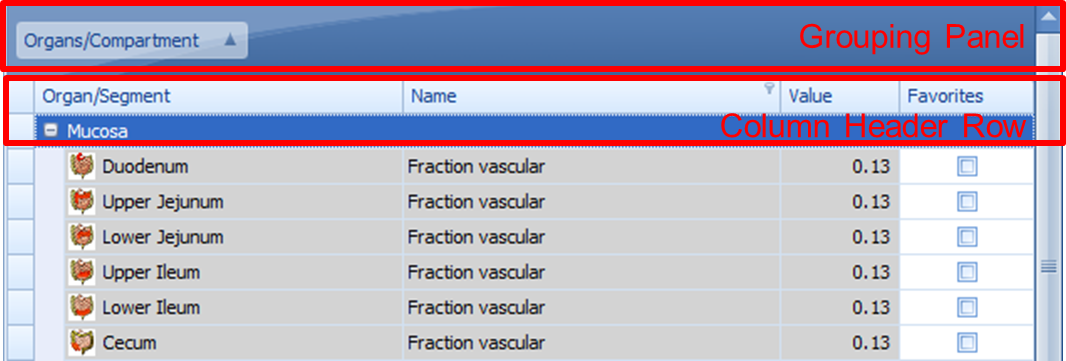 Organs/Compartment
Grouping Panel
Organ/Segment Name Value Favorites
Mucosa
Column Header Row
Duodenum Fraction vascular 0.13
Upper Jejunum Fraction vascular 0.13
Lower Jejunum Fraction vascular 0.13
Upper Ileum Fraction vascular 0.13
Lower Ileum Fraction vascular 0.13
Cecum Fraction vascular 0.13